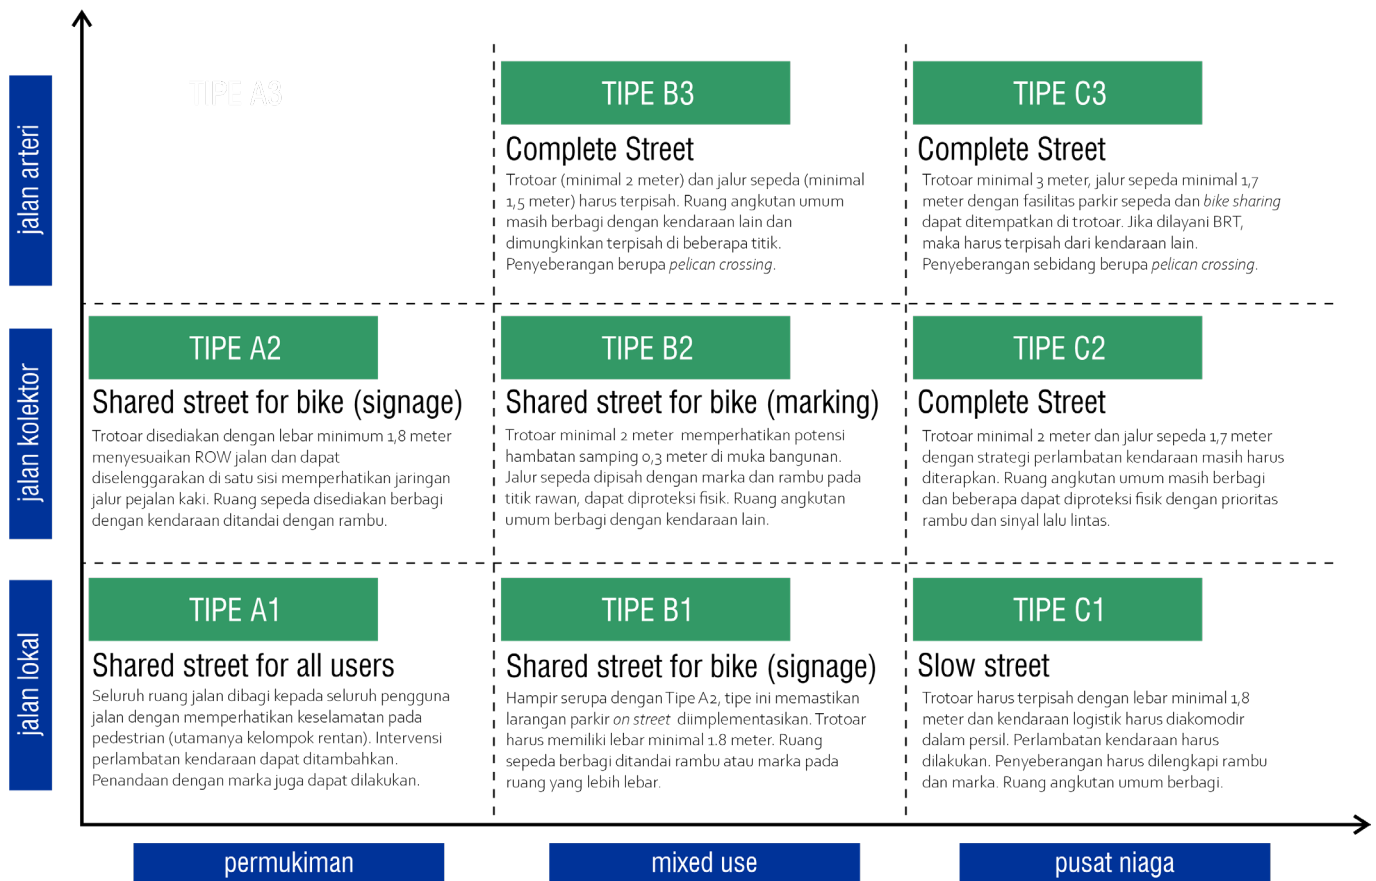 jalan arteri
TIPE A3
TIPE B3
Complete Street
Trotoar (minimal 2 meter) dan jalur sepeda (minimal
1,5 meter) harus terpisah. Ruang angkutan umum
masih berbagi dengan kendaraan lain dan
dimungkinkan terpisah di beberapa titik.
Penyeberangan berupa pelican crossing.
TIPE C3
Complete Street
Trotoar minimal 3 meter, jalur sepeda minimal 1,7
meter dengan fasilitas parkir sepeda dan bike sharing
dapat ditempatkan di trotoar. Jika dilayani BRT,
maka harus terpisah dari kendaraan lain.
Penyeberangan sebidang berupa pelican crossing.
jalan kolektor
TIPE A2
Shared street for bike (signage)
Trotoar disediakan dengan lebar minimum 1,8 meter
menyesuaikan ROW jalan dan dapat
diselenggarakan di satu sisi memperhatikan jaringan
jalur pejalan kaki. Ruang sepeda disediakan berbagi
dengan kendaraan ditandai dengan rambu.
TIPE B2
Shared street for bike (marking)
Trotoar minimal 2 meter memperhatikan potensi
hambatan samping 0,3 meter di muka bangunan.
Jalur sepeda dipisah dengan marka dan rambu pada
titik rawan, dapat diproteksi fisik. Ruang angkutan
umum berbagi dengan kendaraan lain.
TIPE C2
Complete Street
Trotoar minimal 2 meter dan jalur sepeda 1,7 meter
dengan strategi perlambatan kendaraan masih harus
diterapkan. Ruang angkutan umum masih berbagi
dan beberapa dapat diproteksi fisik dengan prioritas
rambu dan sinyal lalu lintas.
jalan lokal
TIPE A1
Shared street for all users
Seluruh ruang jalan dibagi kepada seluruh pengguna
jalan dengan memperhatikan keselamatan pada
pedestrian (utamanya kelompok rentan). Intervensi
perlambatan kendaraan dapat ditambahkan.
Penandaan dengan marka juga dapat dilakukan.
TIPE B1
Shared street for bike (signage)
Hampir serupa dengan Tipe A2, tipe ini memastikan
larangan parkir on street diimplementasikan. Trotoar
harus memiliki lebar minimal 1.8 meter. Ruang
sepeda berbagi ditandai rambu atau marka pada
ruang yang lebih lebar.
TIPE C1
Slow street
Trotoar harus terpisah dengan lebar minimal 1,8
meter dan kendaraan logistik harus diakomodir
dalam persil. Perlambatan kendaraan harus
dilakukan. Penyeberangan harus dilengkapi rambu
dan marka. Ruang angkutan umum berbagi.
permukiman
mixed use
pusat niaga